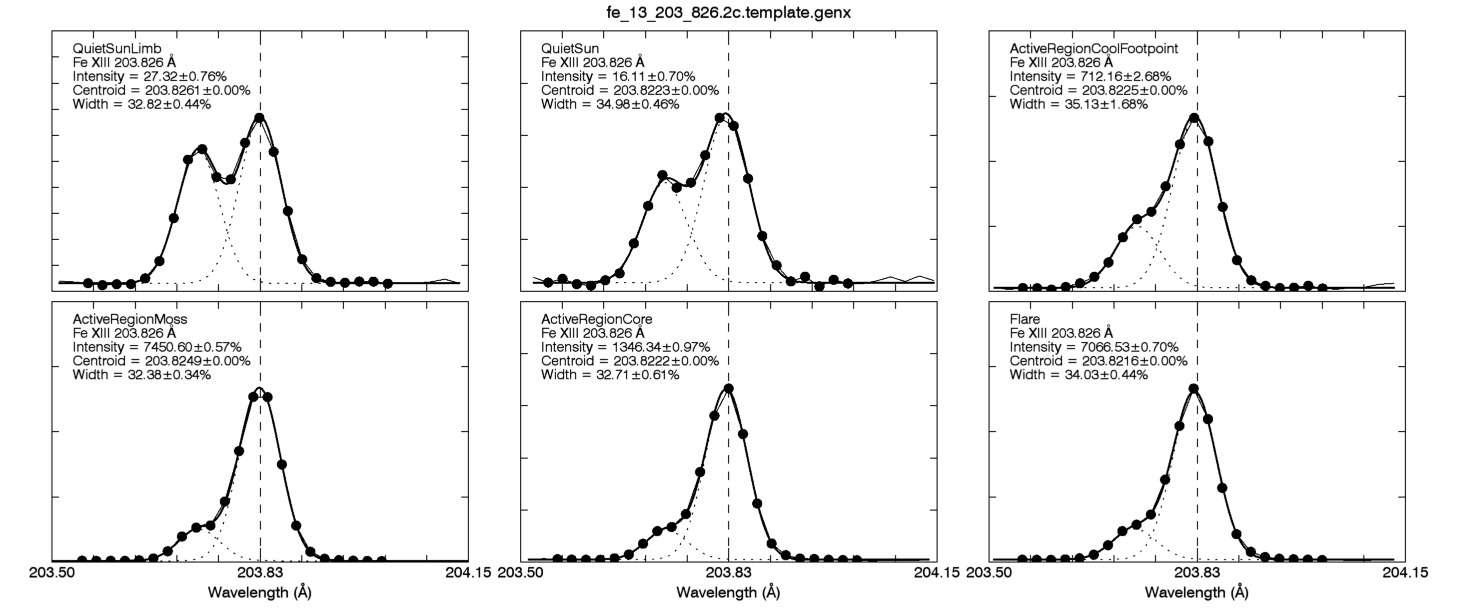 fe_13_203_826.2c.template.genx
QuietSunLimb
Fe XIII 203.826 Å
Intensity = 27.32±0.76%
Centroid = 203.8261±0.00%
Width = 32.82±0.44%
QuietSun
Fe XIII 203.826 Å
Intensity = 16.11±0.70%
Centroid = 203.8223±0.00%
Width = 34.98±0.46%
ActiveRegionCoolFootpoint
Fe XIII 203.826 Å
Intensity = 712.16±2.68%
Centroid = 203.8225±0.00%
Width = 35.13±1.68%
ActiveRegionMoss
Fe XIII 203.826 Å
Intensity = 7450.60±0.57%
Centroid = 203.8249±0.00%
Width = 32.38±0.34%
ActiveRegionCore
Fe XIII 203.826 Å
Intensity = 1346.34±0.97%
Centroid = 203.8222±0.00%
Width = 32.71±0.61%
Flare
Fe XIII 203.826 Å
Intensity = 7066.53±0.70%
Centroid = 203.8216±0.00%
Width = 34.03±0.44%
203.50 203.83 204.15 203.50 203.83 204.15 203.50 203.83 204.15
Wavelength (Å) Wavelength (Å) Wavelength (Å)